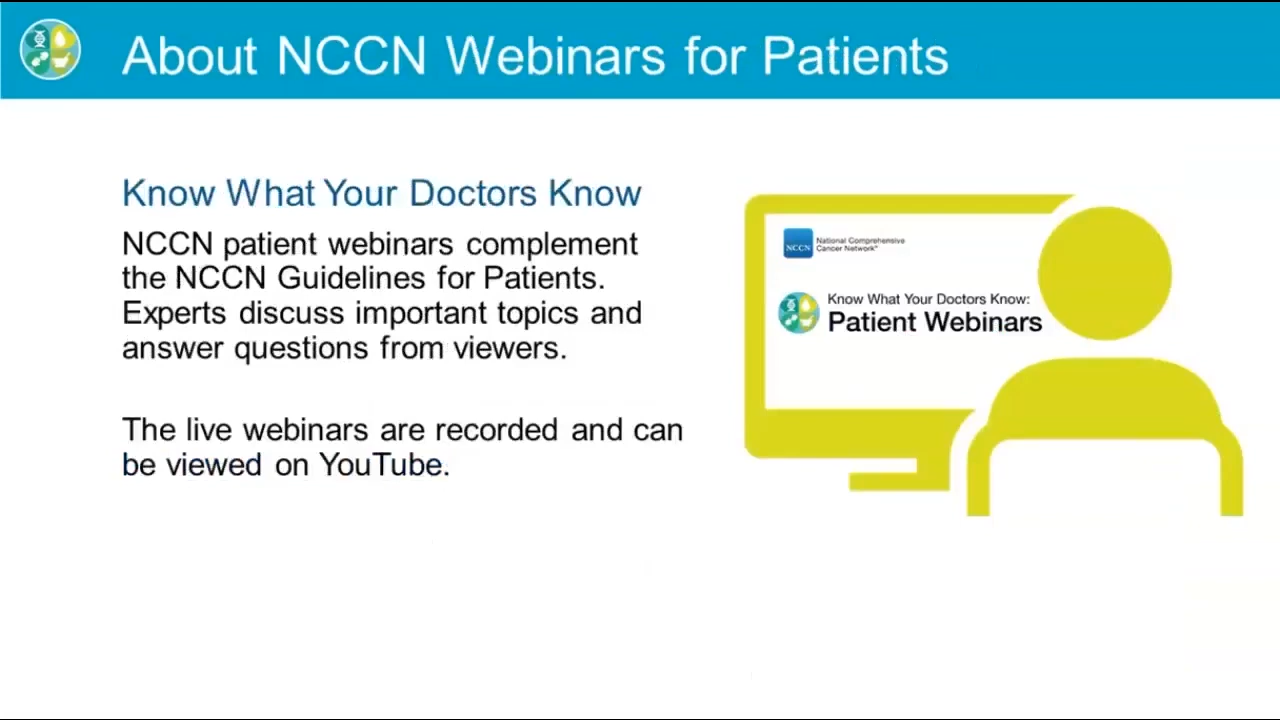 About NCCN Webinars for Patients
Know What Your Doctors Know
NCCN patient webinars complement
the NCCN Guidelines for Patients.
Experts discuss important topics and
answer questions from viewers.
The live webinars are recorded and can
be viewed on YouTube.
NCCN
National Comprehensive
Cancer Network®
Know What Your Doctors Know:
Patient Webinars